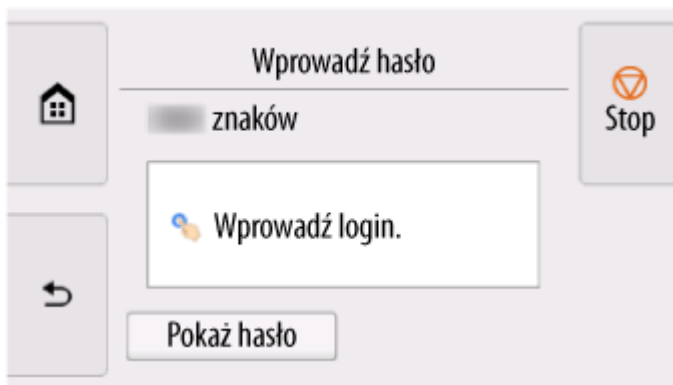 Wprowadź hasło
znaków
Stop
Wprowadź login.
Pokaż hasło